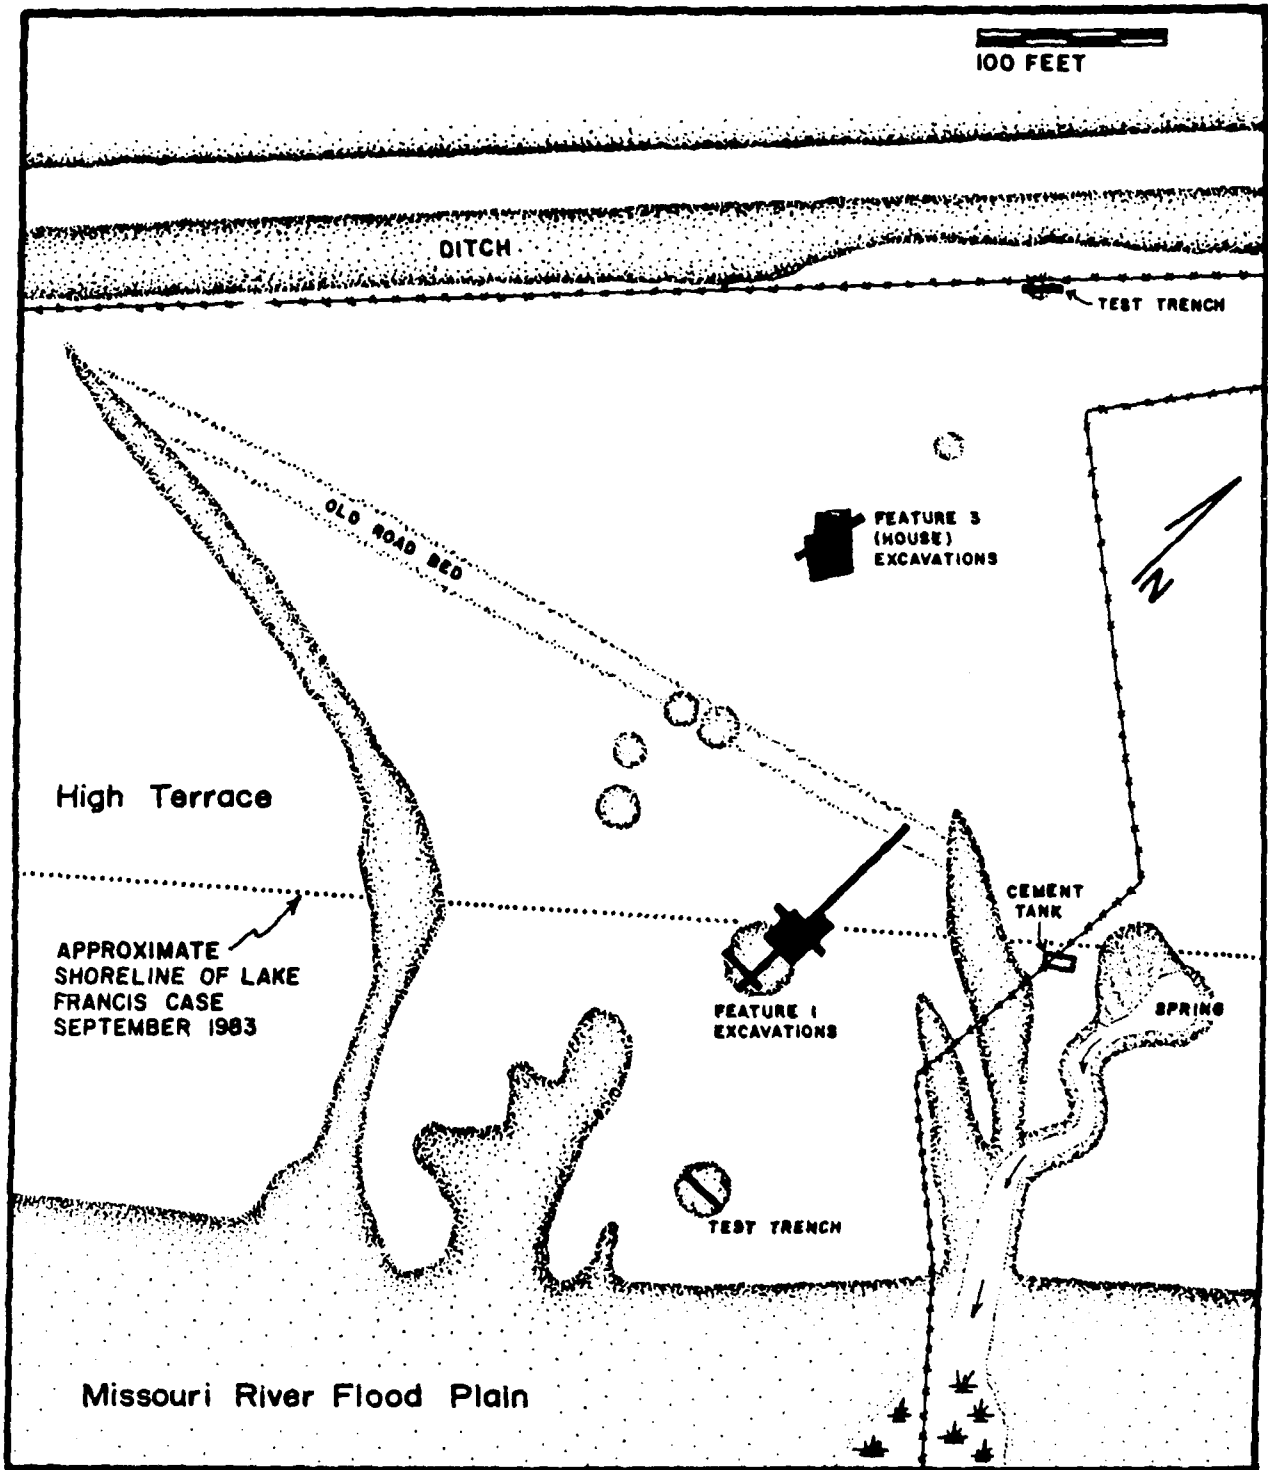 100 FEET
DITCH
TEST TRENCH
FEATURE 3
(HOUSE)
EXCAVATIONS
OLD ROAD BED
N
High Terrace
CEMENT
TANK
APPROXIMATE
SHORELINE OF LAKE
FRANCIS CASE
SEPTEMBER 1983
SPRING
FEATURE 1
EXCAVATIONS
TEST TRENCH
Missouri River Flood Plain